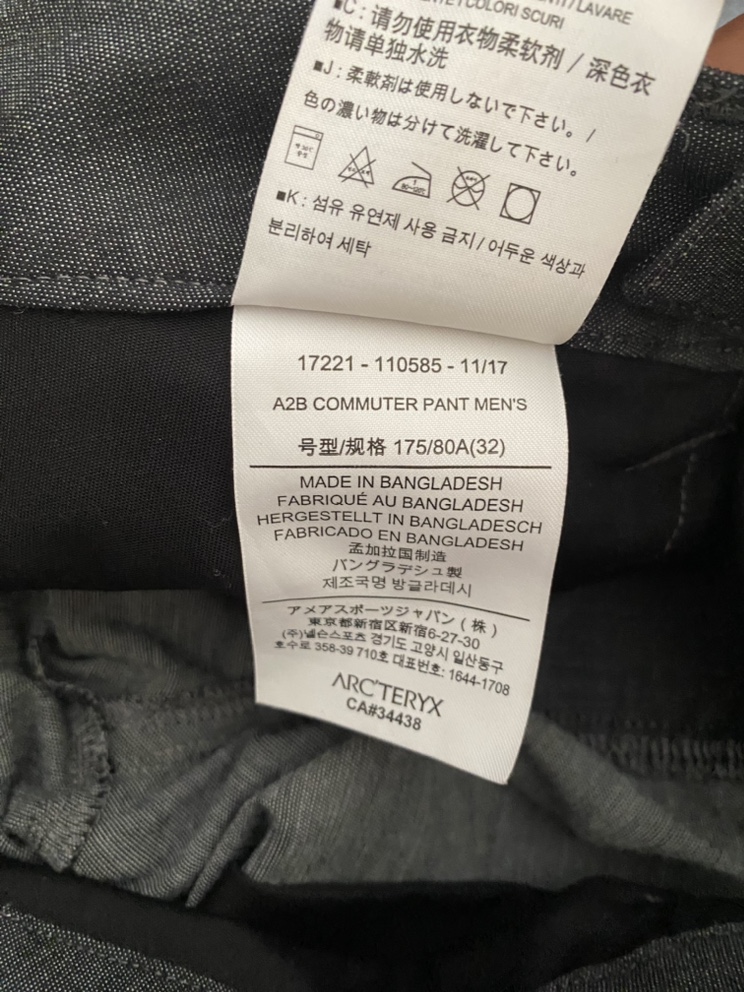 I COLORI SCURI
LAVARE
■C：请勿使用衣物柔软剂 / 深色衣
物请单独水洗
■J：柔軟剤は使用しないで下さい。/
色の濃い物は分けて洗濯して下さい。
■K : 섬유 유연제 사용 금지 / 어두운 색상과
분리하여 세탁
17221 - 110585 - 11/17
A2B COMMUTER PANT MEN'S
号型/规格 175/80A(32)
MADE IN BANGLADESH
FABRIQUÉ AU BANGLADESH
HERGESTELLT IN BANGLADESCH
FABRICADO EN BANGLADESH
孟加拉国制造
バングラデシュ製
제조국명 방글라데시
アメアスポーツジャパン（株）
東京都新宿区新宿6-27-30
(주)넬슨스포츠 경기도 고양시 일산동구
호수로 358-39 710호 대표번호: 1644-1708
ARC'TERYX
CA#34438